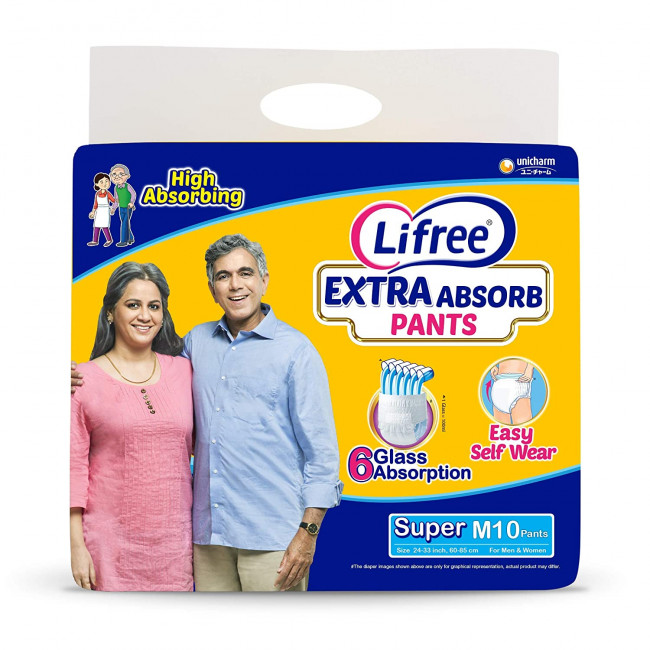 unicharm
ユニ・チャーム
High
Absorbing
Lifree®
EXTRA ABSORB
PANTS
6 Glass
Absorption
Easy
Self Wear
Super M10 Pants
Size 24-33 inch, 60-85 cm For Men & Women
#The diaper images shown above are only for graphical representation, actual product may differ.